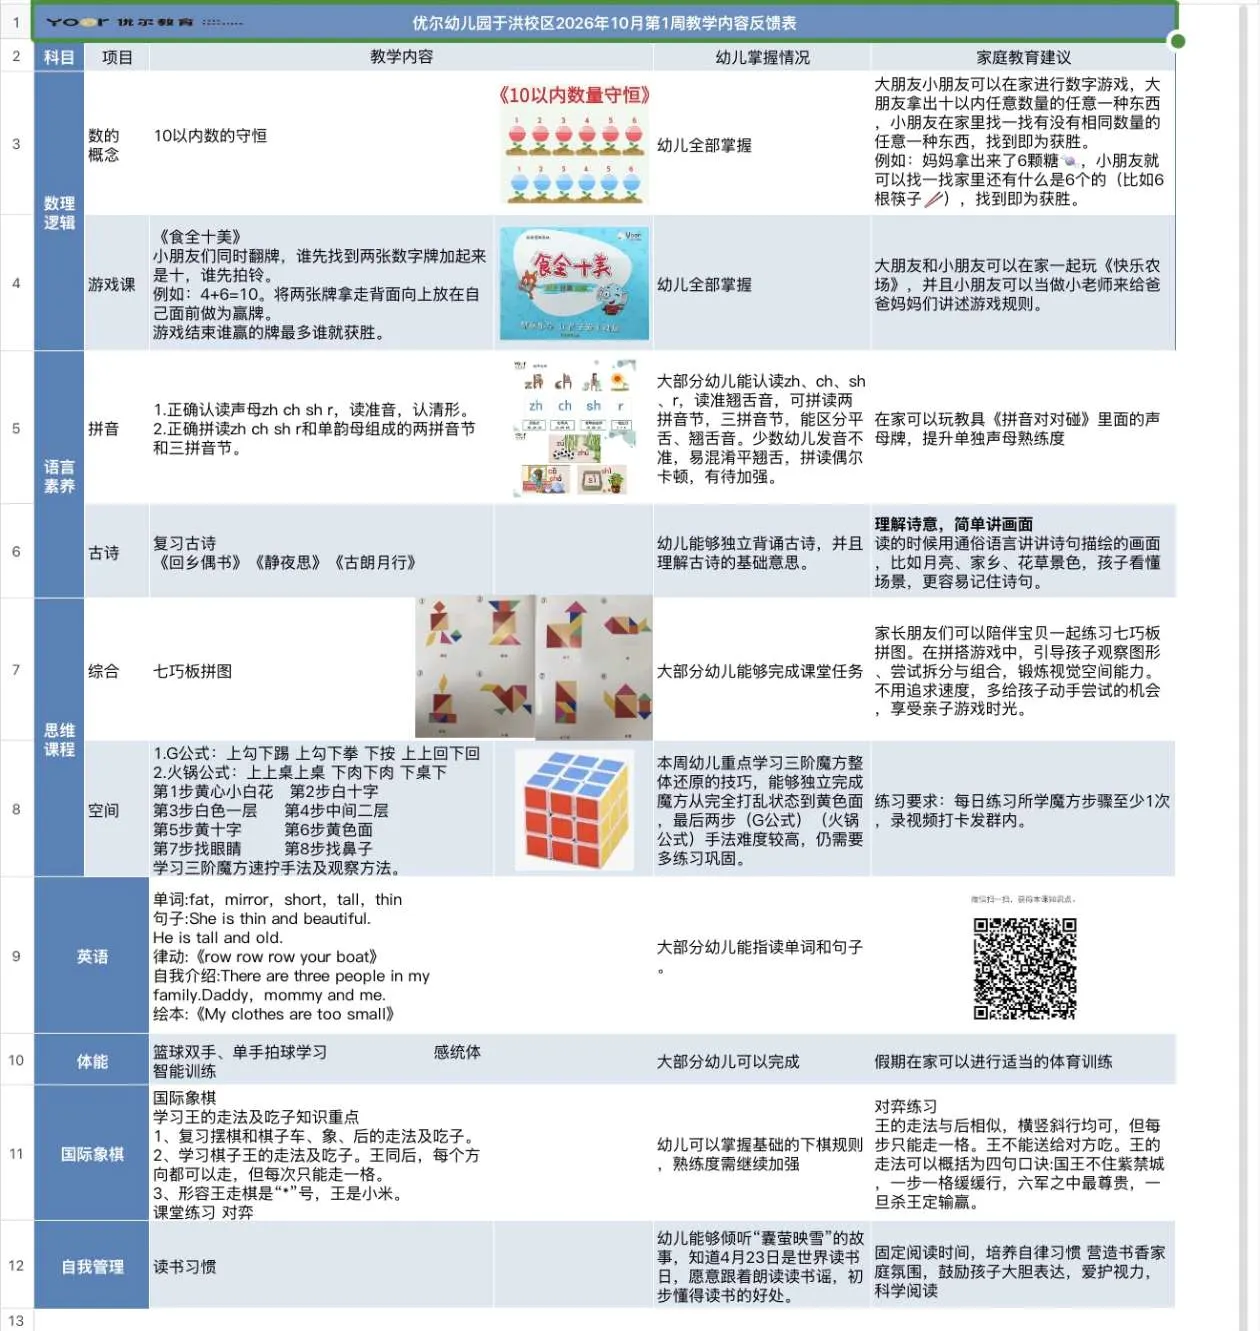 1
YOer 优尔教育
优尔幼儿园于洪校区2026年10月第1周教学内容反馈表
2
科目
项目
教学内容
幼儿掌握情况
家庭教育建议
3
数理
逻辑
数的
概念
10以内数的守恒
《10以内数量守恒》
1 2 3 4 5 6
1 2 3 4 5 6
幼儿全部掌握
大朋友小朋友可以在家进行数字游戏，大
朋友拿出十以内任意数量的任意一种东西
，小朋友在家里找一找有没有相同数量的
任意一种东西，找到即为获胜。
例如：妈妈拿出来了6颗糖🍬，小朋友就
可以找一找家里还有什么是6个的（比如6
根筷子🥢），找到即为获胜。
4
游戏课
《食全十美》
小朋友们同时翻牌，谁先找到两张数字牌加起来
是十，谁先拍铃。
例如：4+6=10。将两张牌拿走背面向上放在自
己面前做为赢牌。
游戏结束谁赢的牌最多谁就获胜。
食全十美
幼儿全部掌握
大朋友和小朋友可以在家一起玩《快乐农
场》，并且小朋友可以当做小老师来给爸
爸妈妈们讲述游戏规则。
5
语言
素养
拼音
1.正确认读声母zh ch sh r，读准音，认清形。
2.正确拼读zh ch sh r和单韵母组成的两拼音节
和三拼音节。
zh ch sh r
大部分幼儿能认读zh、ch、sh
、r，读准翘舌音，可拼读两
拼音节，三拼音节，能区分平
舌、翘舌音。少数幼儿发音不
准，易混淆平翘舌，拼读偶尔
卡顿，有待加强。
在家可以玩教具《拼音对对碰》里面的声
母牌，提升单独声母熟练度
6
古诗
复习古诗
《回乡偶书》《静夜思》《古朗月行》
幼儿能够独立背诵古诗，并且
理解古诗的基础意思。
理解诗意，简单讲画面
读的时候用通俗语言讲讲诗句描绘的画面
，比如月亮、家乡、花草景色，孩子看懂
场景，更容易记住诗句。
7
思维
课程
综合
七巧板拼图
大部分幼儿能够完成课堂任务
家长朋友们可以陪伴宝贝一起练习七巧板
拼图。在拼搭游戏中，引导孩子观察图形
、尝试拆分与组合，锻炼视觉空间能力。
不用追求速度，多给孩子动手尝试的机会
，享受亲子游戏时光。
8
空间
1.G公式：上勾下踢 上勾下拳 下按 上上回下回
2.火锅公式：上上桌上桌 下肉下肉 下桌下
第1步黄心小白花 第2步白十字
第3步白色一层 第4步中间二层
第5步黄十字 第6步黄色面
第7步找眼睛 第8步找鼻子
学习三阶魔方速拧手法及观察方法。
本周幼儿重点学习三阶魔方整
体还原的技巧，能够独立完成
魔方从完全打乱状态到黄色面
，最后两步（G公式）（火锅
公式）手法难度较高，仍需要
多练习巩固。
练习要求：每日练习所学魔方步骤至少1次
，录视频打卡发群内。
9
英语
单词:fat，mirror，short，tall，thin
句子:She is thin and beautiful.
He is tall and old.
律动:《row row row your boat》
自我介绍:There are three people in my
family.Daddy，mommy and me.
绘本:《My clothes are too small》
大部分幼儿能指读单词和句子
。
微信扫一扫，获得本课知识点。
10
体能
篮球双手、单手拍球学习 感统体
智能训练
大部分幼儿可以完成
假期在家可以进行适当的体育训练
11
国际象棋
国际象棋
学习王的走法及吃子知识重点
1、复习摆棋和棋子车、象、后的走法及吃子。
2、学习棋子王的走法及吃子。王同后，每个方
向都可以走，但每次只能走一格。
3、形容王走棋是“*”号，王是小米。
课堂练习 对弈
幼儿可以掌握基础的下棋规则
，熟练度需继续加强
对弈练习
王的走法与后相似，横竖斜行均可，但每
步只能走一格。王不能送给对方吃。王的
走法可以概括为四句口诀:国王不住紫禁城
，一步一格缓缓行，六军之中最尊贵，一
旦杀王定输赢。
12
自我管理
读书习惯
幼儿能够倾听“囊萤映雪”的故
事，知道4月23日是世界读书
日，愿意跟着朗读读书谣，初
步懂得读书的好处。
固定阅读时间，培养自律习惯 营造书香家
庭氛围，鼓励孩子大胆表达，爱护视力，
科学阅读
13